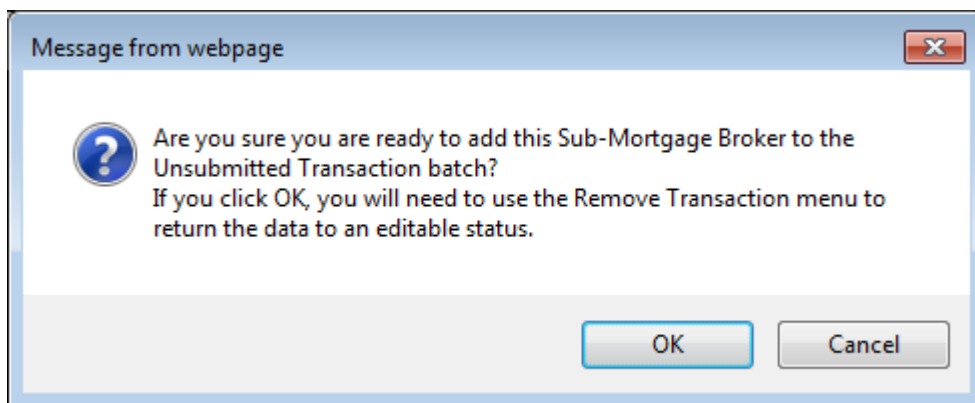 Message from webpage
Are you sure you are ready to add this Sub-Mortgage Broker to the
Unsubmitted Transaction batch?
If you click OK, you will need to use the Remove Transaction menu to
return the data to an editable status.
OK
Cancel